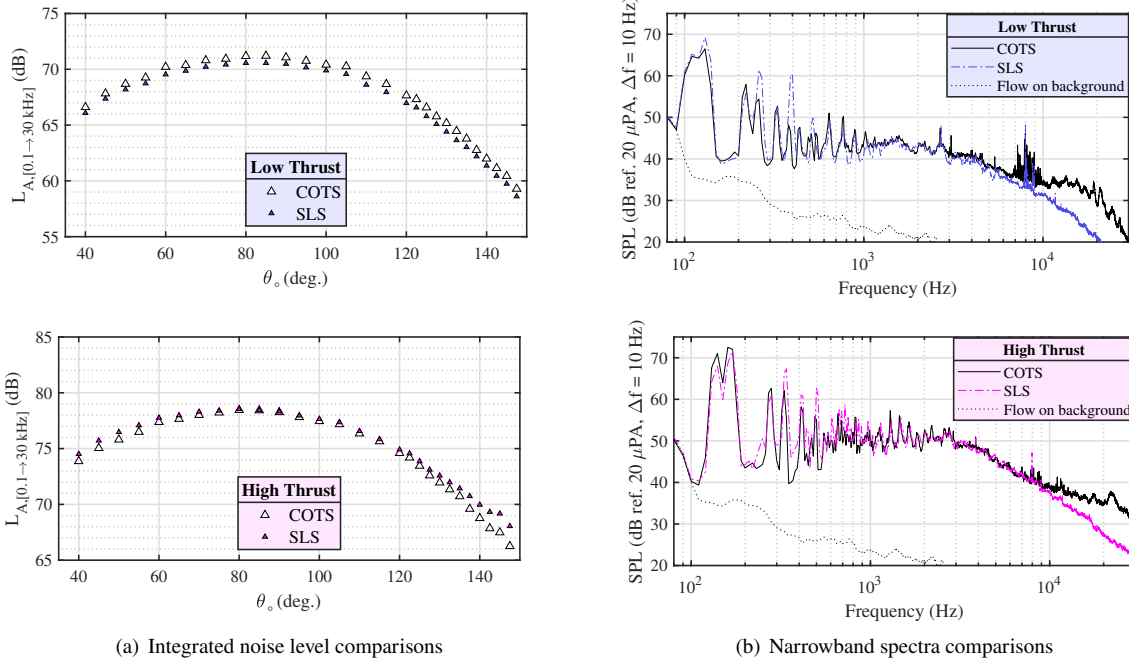 75
70
65
60
55
40
60
80
100
120
140
L_A,[0.1→30 kHz] (dB)
θ_o (deg.)
Low Thrust
COTS
SLS
70
60
50
40
30
20
10^2
10^3
10^4
SPL (dB ref. 20 μPA, Δf = 10 Hz)
Frequency (Hz)
Low Thrust
COTS
SLS
Flow on background
85
80
75
70
65
40
60
80
100
120
140
L_A,[0.1→30 kHz] (dB)
θ_o (deg.)
High Thrust
COTS
SLS
70
60
50
40
30
20
10^2
10^3
10^4
SPL (dB ref. 20 μPA, Δf = 10 Hz)
Frequency (Hz)
High Thrust
COTS
SLS
Flow on background
(a) Integrated noise level comparisons
(b) Narrowband spectra comparisons